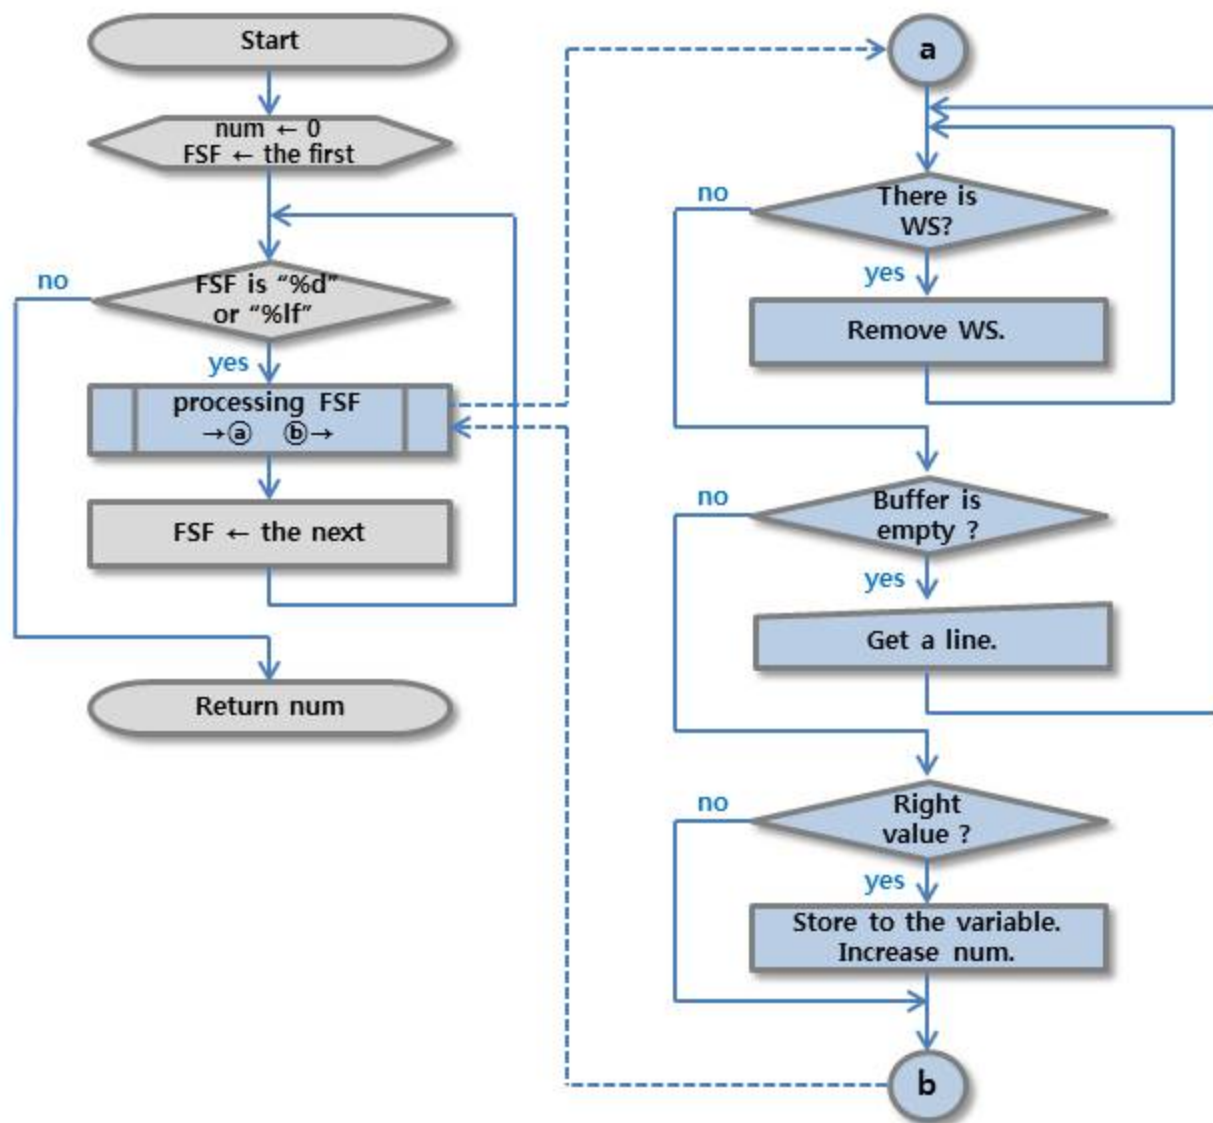 Start
num ← 0
FSF ← the first
no
FSF is “%d”
or “%lf”
yes
processing FSF
→ⓐ ⓑ→
FSF ← the next
Return num
a
no
There is
WS?
yes
Remove WS.
no
Buffer is
empty ?
yes
Get a line.
no
Right
value ?
yes
Store to the variable.
Increase num.
b